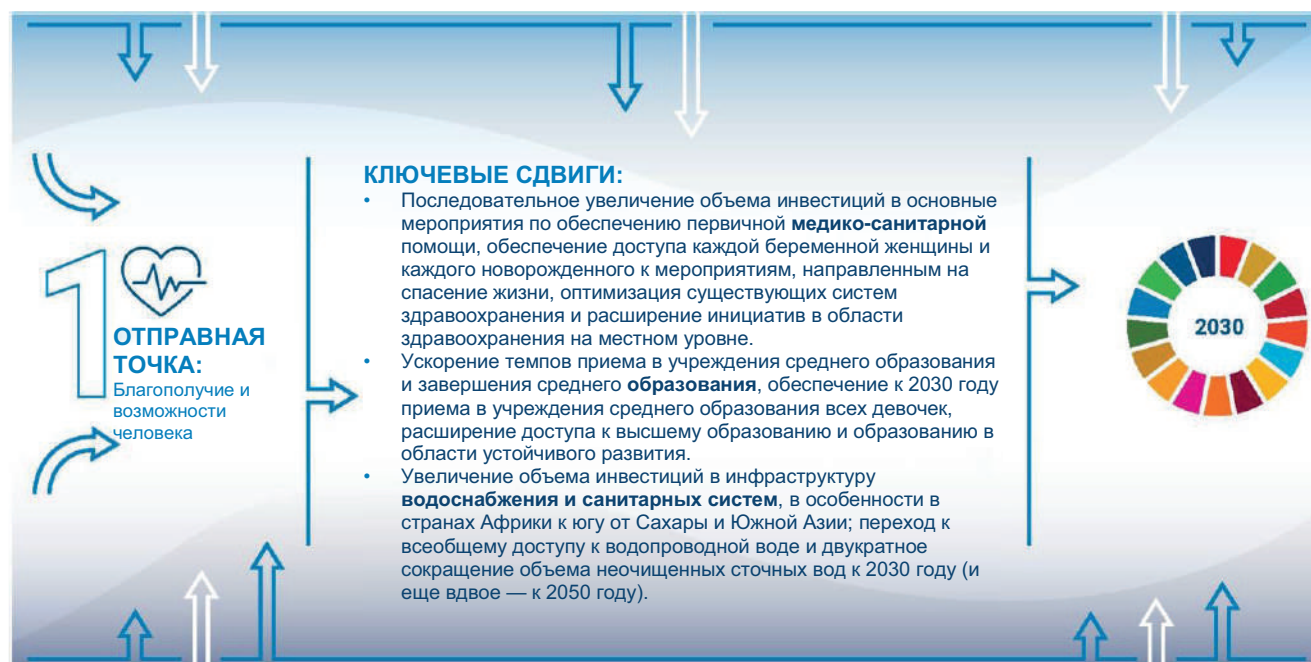 1
ОТПРАВНАЯ
ТОЧКА:
Благополучие и
возможности
человека
КЛЮЧЕВЫЕ СДВИГИ:
• Последовательное увеличение объема инвестиций в основные
мероприятия по обеспечению первичной медико-санитарной
помощи, обеспечение доступа каждой беременной женщины и
каждого новорожденного к мероприятиям, направленным на
спасение жизни, оптимизация существующих систем
здравоохранения и расширение инициатив в области
здравоохранения на местном уровне.
• Ускорение темпов приема в учреждения среднего образования
и завершения среднего образования, обеспечение к 2030 году
приема в учреждения среднего образования всех девочек,
расширение доступа к высшему образованию и образованию в
области устойчивого развития.
• Увеличение объема инвестиций в инфраструктуру
водоснабжения и санитарных систем, в особенности в
странах Африки к югу от Сахары и Южной Азии; переход к
всеобщему доступу к водопроводной воде и двукратное
сокращение объема неочищенных сточных вод к 2030 году (и
еще вдвое — к 2050 году).
2030